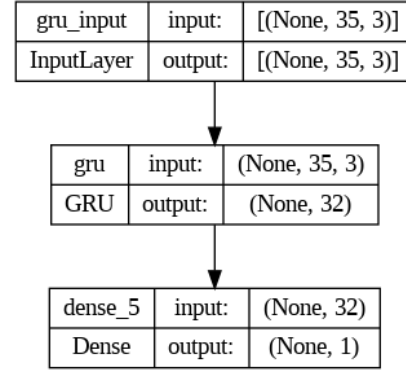 gru_input input: [(None, 35, 3)]
InputLayer output: [(None, 35, 3)]
gru input: (None, 35, 3)
GRU output: (None, 32)
dense_5 input: (None, 32)
Dense output: (None, 1)